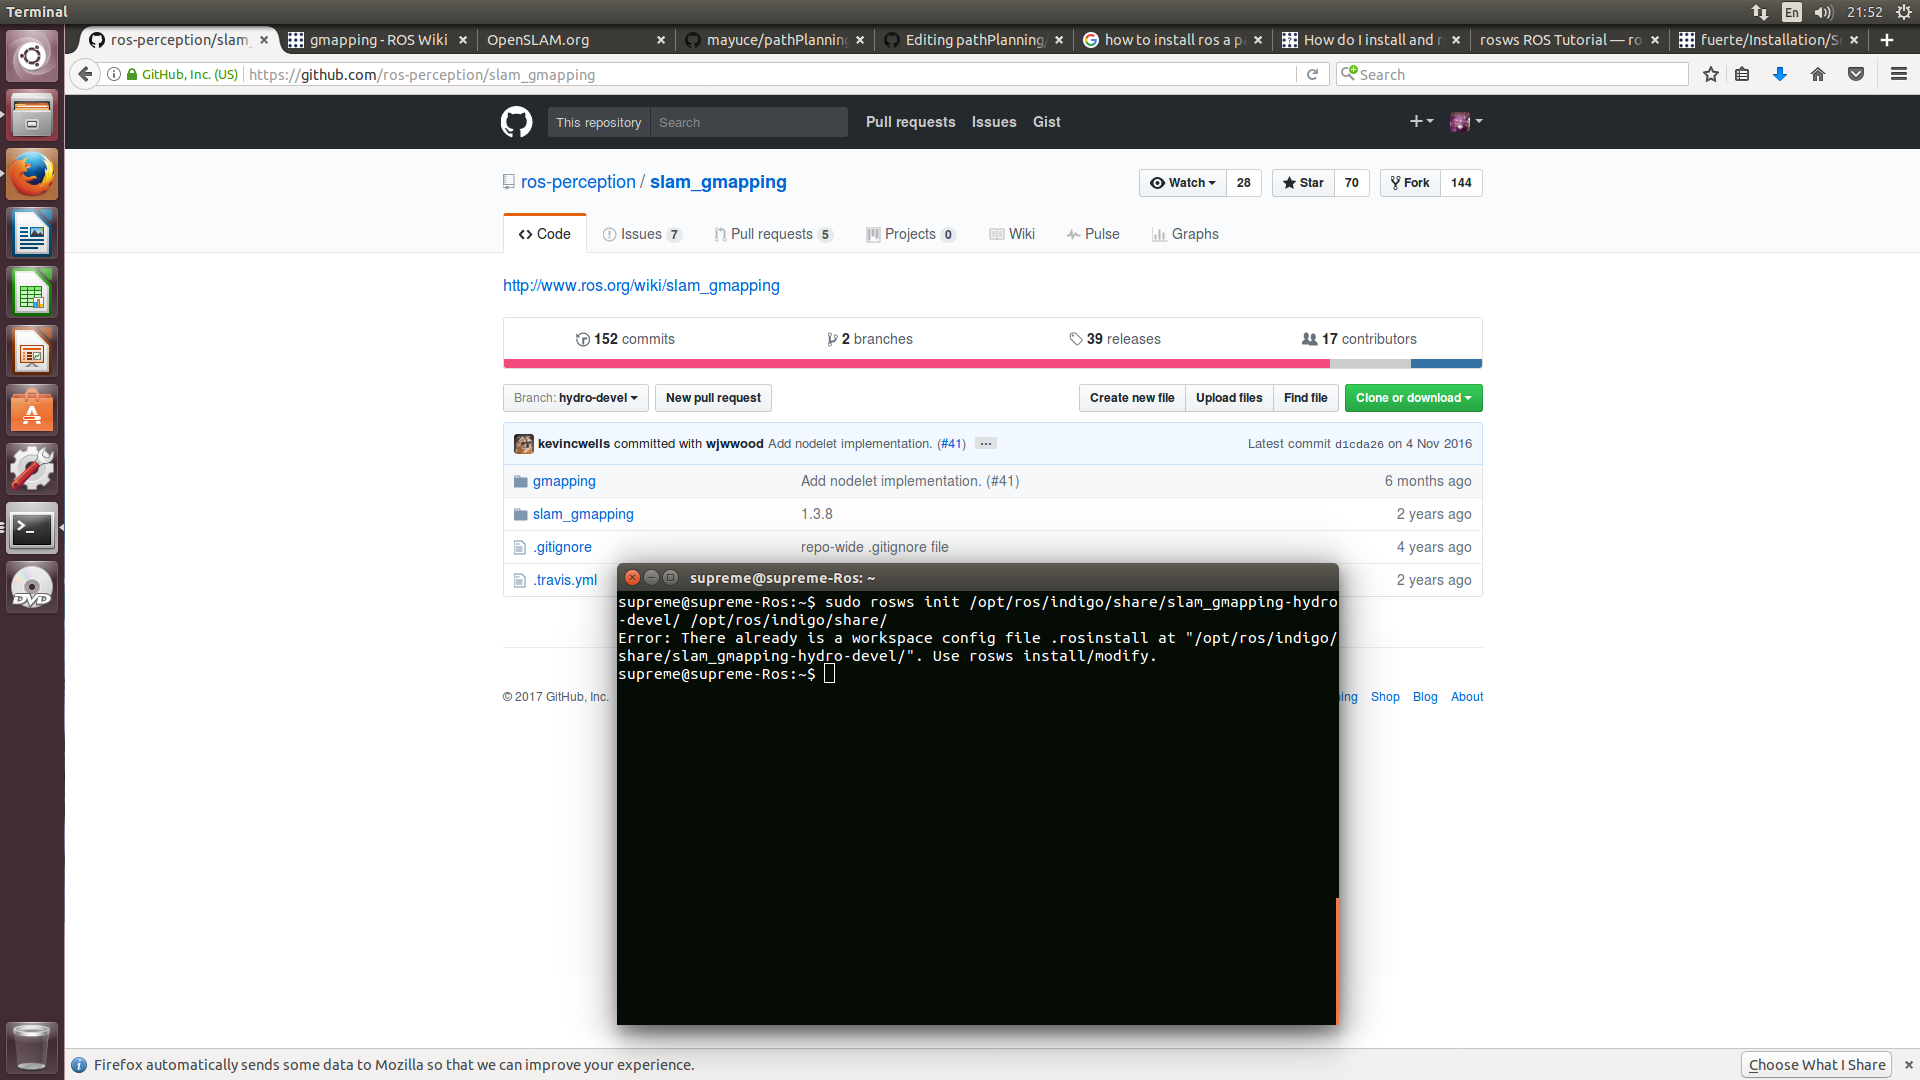 Terminal
En 21:52
ros-perception/slam_ gmapping - ROS Wiki OpenSLAM.org mayuce/pathPlanning Editing pathPlanning/ how to install ros a pa How do I install and r rosws ROS Tutorial — ro fuerte/Installation/So
GitHub, Inc. (US) https://github.com/ros-perception/slam_gmapping Search
This repository Search Pull requests Issues Gist
ros-perception / slam_gmapping Watch 28 Star 70 Fork 144
Code Issues 7 Pull requests 5 Projects 0 Wiki Pulse Graphs
http://www.ros.org/wiki/slam_gmapping
152 commits 2 branches 39 releases 17 contributors
Branch: hydro-devel New pull request Create new file Upload files Find file Clone or download
kevincwells committed with wjwwood Add nodelet implementation. (#41) ... Latest commit d1cda26 on 4 Nov 2016
gmapping Add nodelet implementation. (#41) 6 months ago
slam_gmapping 1.3.8 2 years ago
.gitignore repo-wide .gitignore file 4 years ago
.travis.yml 2 years ago
supreme@supreme-Ros: ~
supreme@supreme-Ros:~$ sudo rosws init /opt/ros/indigo/share/slam_gmapping-hydro
-devel/ /opt/ros/indigo/share/
Error: There already is a workspace config file .rosinstall at "/opt/ros/indigo/
share/slam_gmapping-hydro-devel/". Use rosws install/modify.
supreme@supreme-Ros:~$
© 2017 GitHub, Inc. ing Shop Blog About
DVD
Firefox automatically sends some data to Mozilla so that we can improve your experience. Choose What I Share